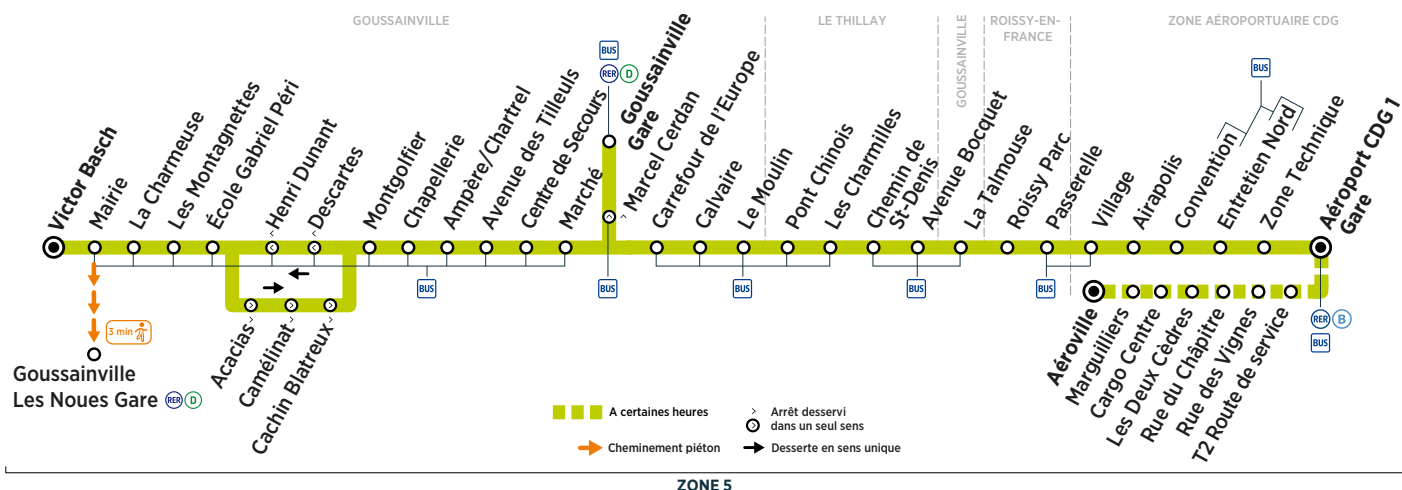 GOUSSAINVILLE
LE THILLAY
GOUSSAINVILLE
ROISSY-EN-
FRANCE
ZONE AÉROPORTUAIRE CDG
BUS
RER D
BUS
Victor Basch
Mairie
La Charmeuse
Les Montagnettes
École Gabriel Péri
Henri Dunant
Descartes
Montgolfier
Chapellerie
Ampère/Chartrel
Avenue des Tilleuls
Centre de Secours
Marché
Goussainville
Gare
Marcel Cerdan
Carrefour de l'Europe
Calvaire
Le Moulin
Pont Chinois
Les Charmilles
Chemin de
St-Denis
Avenue Bocquet
La Talmouse
Roissy Parc
Passerelle
Village
Airapolis
Convention
Entretien Nord
Zone Technique
Aéroport CDG 1
Gare
BUS
BUS
BUS
BUS
BUS
RER B
BUS
3 min
Goussainville
Les Noues Gare RER D
Acacias
Camélinat
Cachin Blatreux
Aéroville
Marguilliers
Cargo Centre
Les Deux Cèdres
Rue du Châpitre
Rue des Vignes
T2 Route de service
A certaines heures
Arrêt desservi
dans un seul sens
Cheminement piéton
Desserte en sens unique
ZONE 5